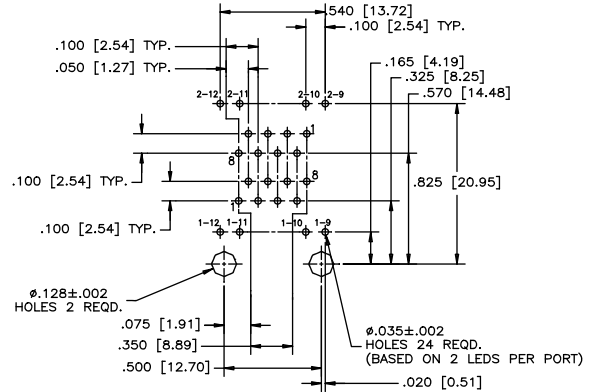 .540 [13.72]
.100 [2.54] TYP.
.100 [2.54] TYP.
.050 [1.27] TYP.
.165 [4.19]
.325 [8.25]
.570 [14.48]
2-12 2-11 2-10 2-9
1
8
.100 [2.54] TYP.
.825 [20.95]
8
1
.100 [2.54] TYP.
1-12 1-11 1-10 1-9
ø.128±.002
HOLES 2 REQD.
.075 [1.91]
.350 [8.89]
.500 [12.70]
ø.035±.002
HOLES 24 REQD.
(BASED ON 2 LEDS PER PORT)
.020 [0.51]